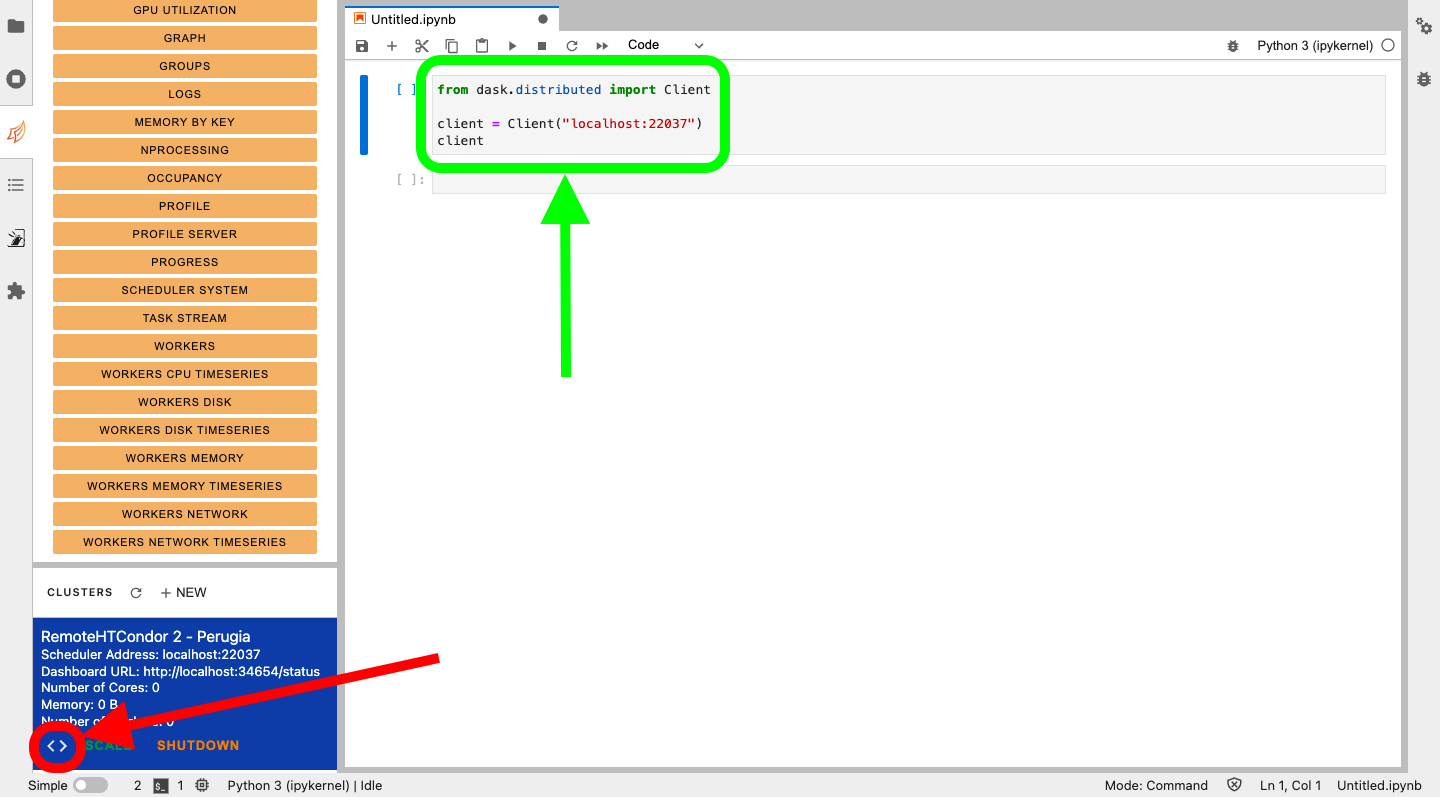 GPU UTILIZATION
GRAPH
GROUPS
LOGS
MEMORY BY KEY
NPROCESSING
OCCUPANCY
PROFILE
PROFILE SERVER
PROGRESS
SCHEDULER SYSTEM
TASK STREAM
WORKERS
WORKERS CPU TIMESERIES
WORKERS DISK
WORKERS DISK TIMESERIES
WORKERS MEMORY
WORKERS MEMORY TIMESERIES
WORKERS NETWORK
WORKERS NETWORK TIMESERIES
CLUSTERS
+ NEW
RemoteHTCondor 2 - Perugia
Scheduler Address: localhost:22037
Dashboard URL: http://localhost:34654/status
Number of Cores: 0
Memory: 0 B
Number of 0
<> SCALE SHUTDOWN
Untitled.ipynb
Code
Python 3 (ipykernel)
[ ]
from dask.distributed import Client
client = Client("localhost:22037")
client
[ ]:
Simple 2 $_ 1 Python 3 (ipykernel) | Idle
Mode: Command Ln 1, Col 1 Untitled.ipynb